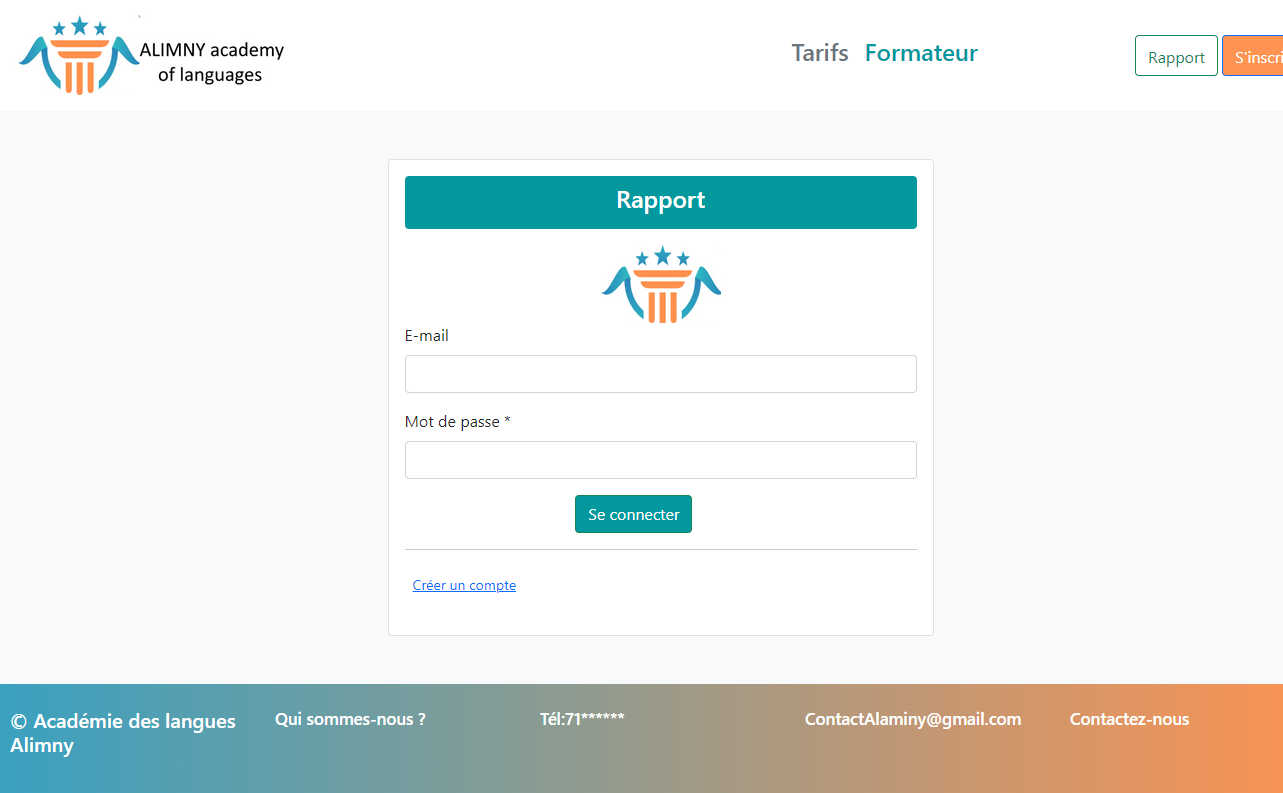 ALIMNY academy
of languages
Tarifs Formateur
Rapport
S'inscri
Rapport
E-mail
Mot de passe *
Se connecter
Créer un compte
© Académie des langues
Alimny
Qui sommes-nous ?
Tél:71******
ContactAlaminy@gmail.com
Contactez-nous